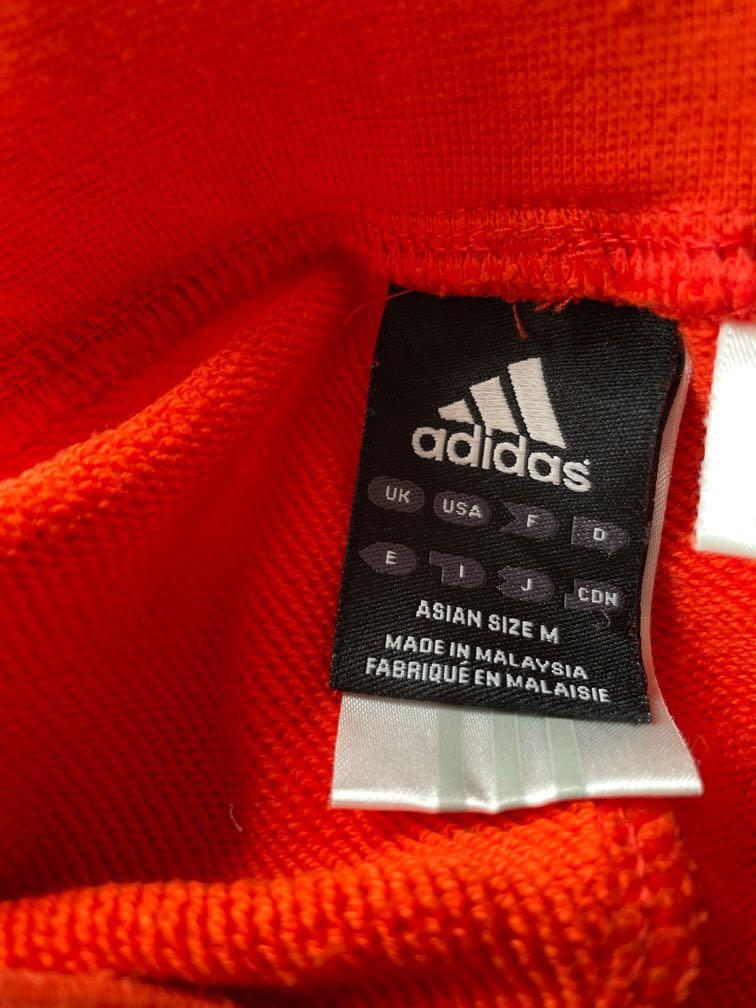 adidas
UK USA F D
E I J CDN
ASIAN SIZE M
MADE IN MALAYSIA
FABRIQUÉ EN MALAISIE